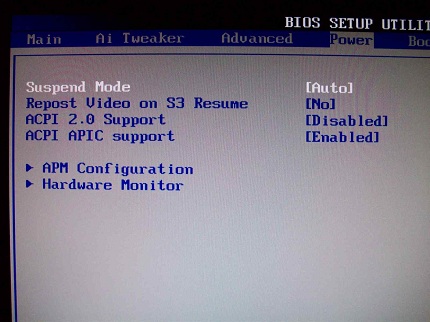 BIOS SETUP UTILIT
Main Ai Tweaker Advanced Power Boo
Suspend Mode [Auto]
Repost Video on S3 Resume [No]
ACPI 2.0 Support [Disabled]
ACPI APIC support [Enabled]
APM Configuration
Hardware Monitor